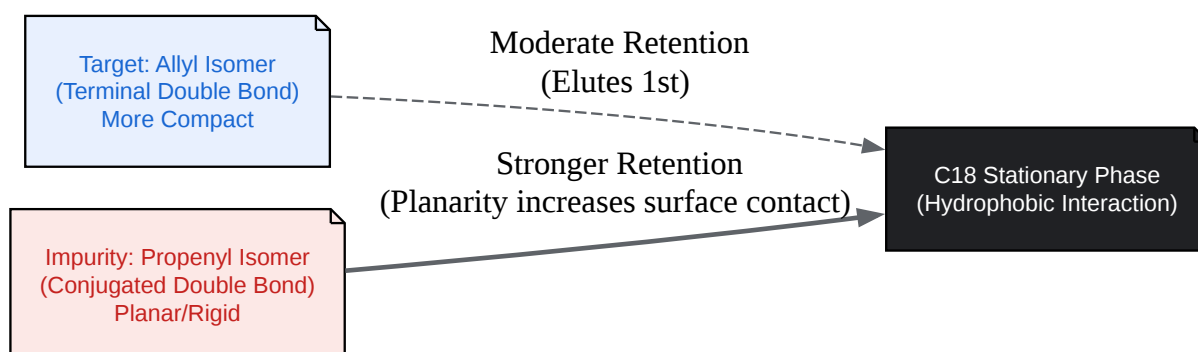 Target: Allyl Isomer
(Terminal Double Bond)
More Compact
Moderate Retention
(Elutes 1st)
Stronger Retention
(Planarity increases surface contact)
C18 Stationary Phase
(Hydrophobic Interaction)
Impurity: Propenyl Isomer
(Conjugated Double Bond)
Planar/Rigid